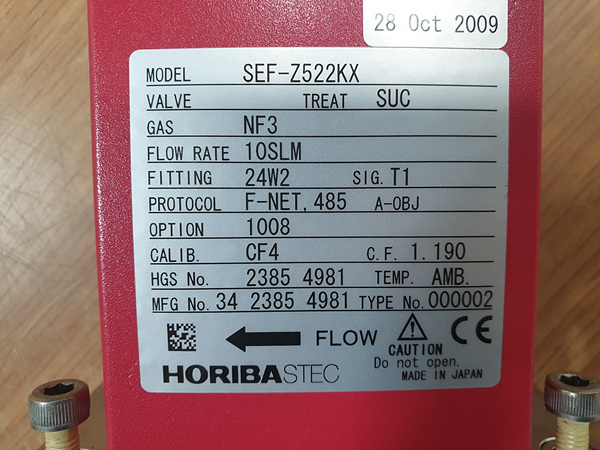 28 Oct 2009
MODEL SEF-Z522KX
VALVE TREAT SUC
GAS NF3
FLOW RATE 10SLM
FITTING 24W2 SIG. T1
PROTOCOL F-NET, 485 A-OBJ
OPTION 1008
CALIB. CF4 C.F. 1.190
HGS No. 2385 4981 TEMP. AMB.
MFG No. 34 2385 4981 TYPE No. 000002
FLOW CE
CAUTION
Do not open.
HORIBASTEC MADE IN JAPAN